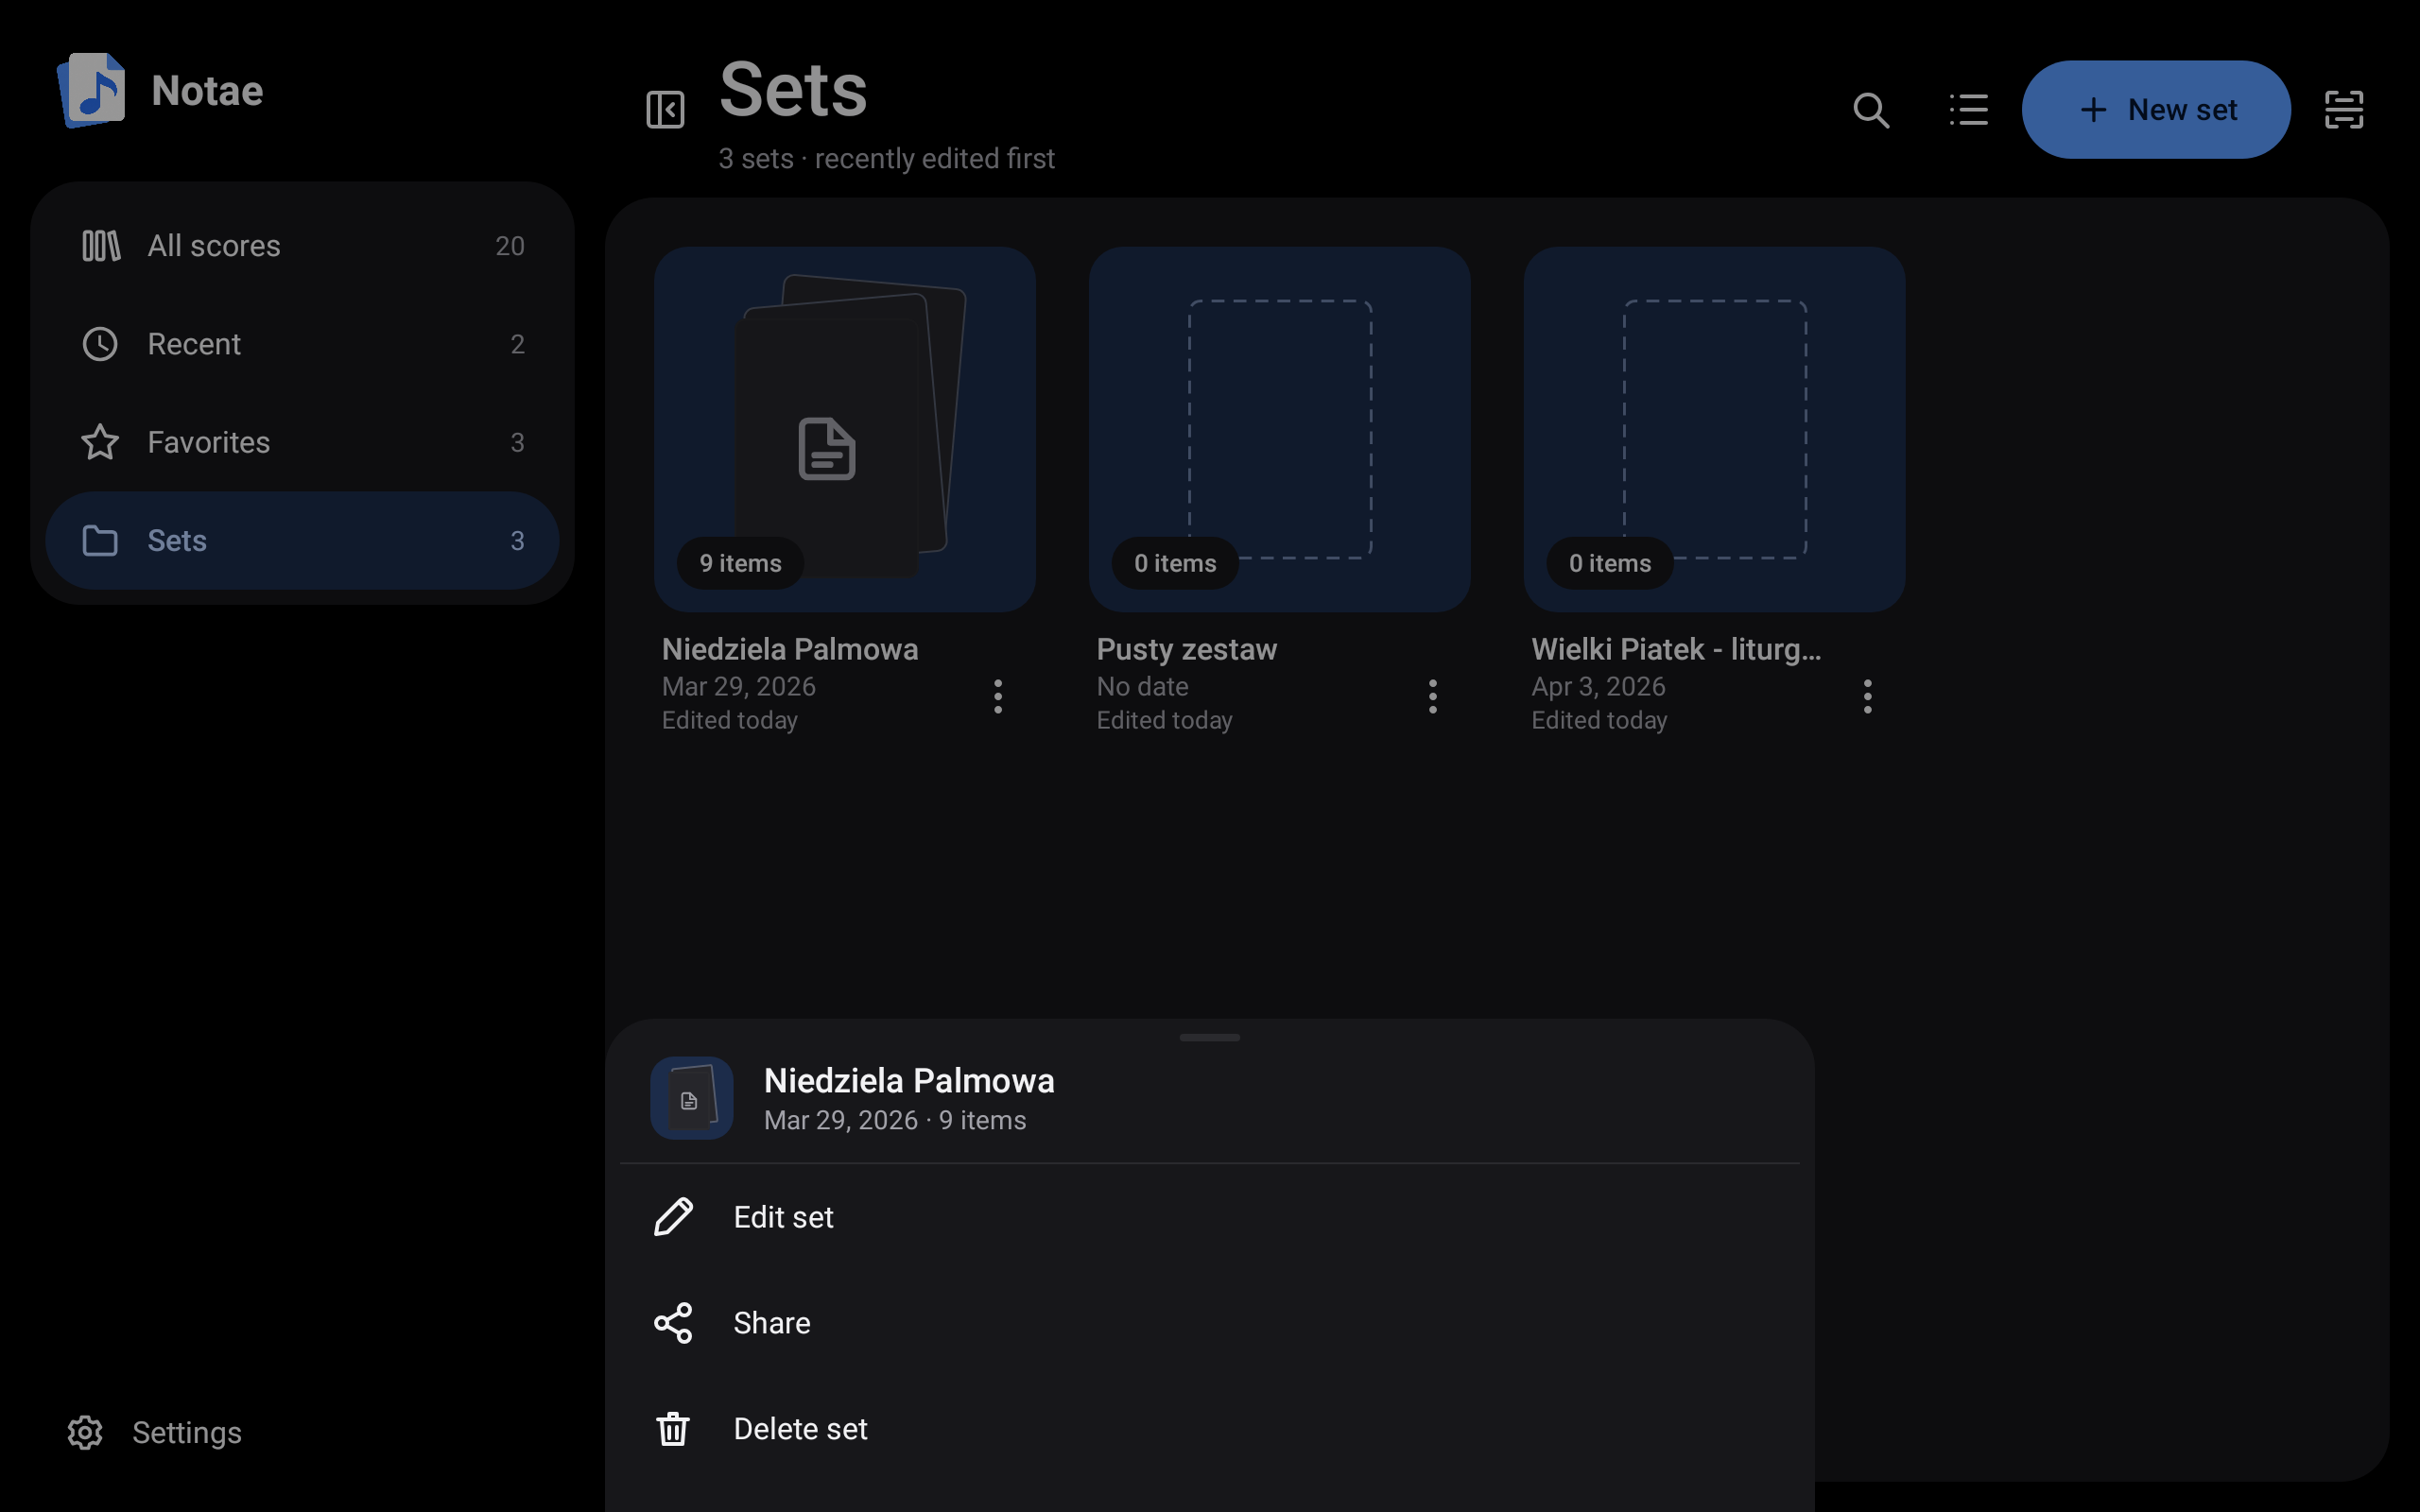 Notae
All scores 20
Recent 2
Favorites 3
Sets 3
Settings
Sets
3 sets · recently edited first
New set
9 items
Niedziela Palmowa
Mar 29, 2026
Edited today
0 items
Pusty zestaw
No date
Edited today
0 items
Wielki Piatek - liturg...
Apr 3, 2026
Edited today
Niedziela Palmowa
Mar 29, 2026 · 9 items
Edit set
Share
Delete set